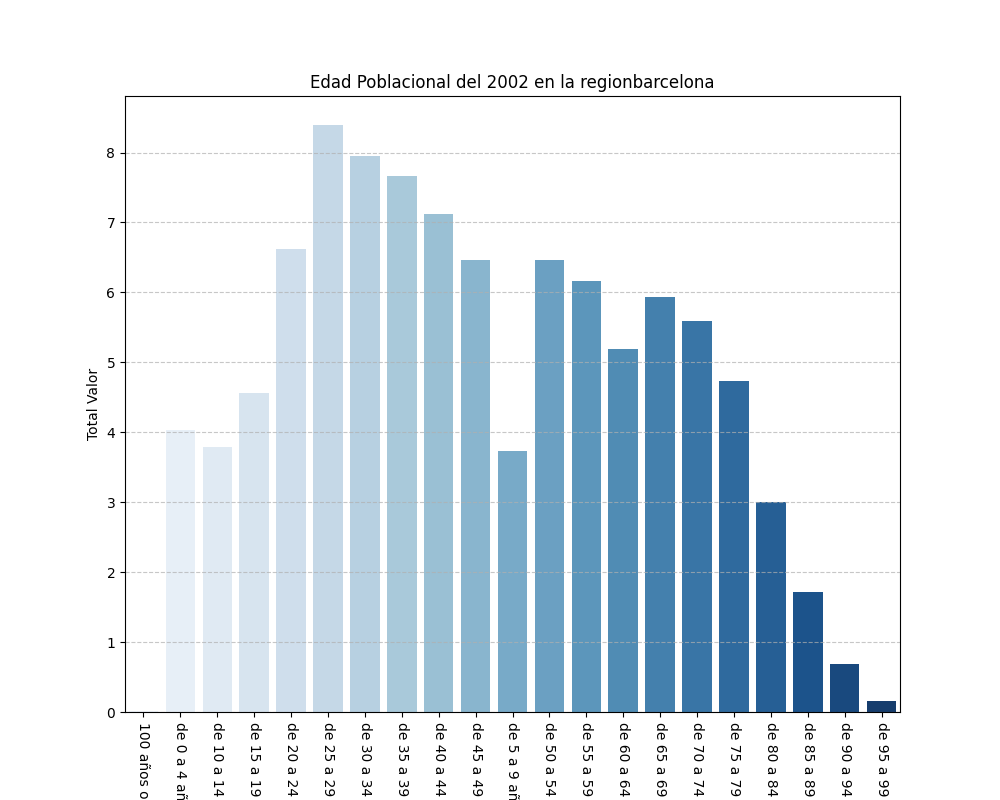 Edad Poblacional del 2002 en la regionbarcelona
Total Valor
8
7
6
5
4
3
2
1
0
100 años o
de 0 a 4 añ
de 10 a 14
de 15 a 19
de 20 a 24
de 25 a 29
de 30 a 34
de 35 a 39
de 40 a 44
de 45 a 49
de 5 a 9 añ
de 50 a 54
de 55 a 59
de 60 a 64
de 65 a 69
de 70 a 74
de 75 a 79
de 80 a 84
de 85 a 89
de 90 a 94
de 95 a 99